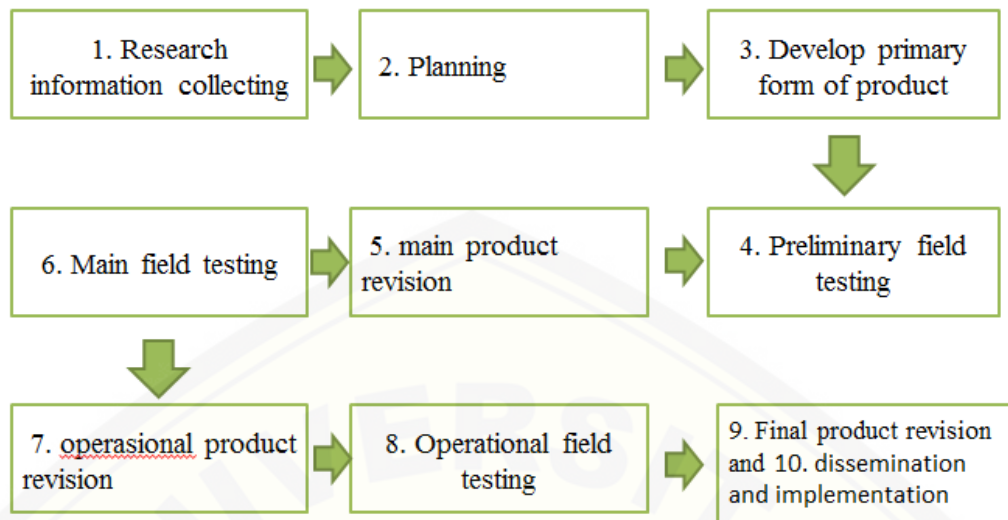 1. Research
information collecting
2. Planning
3. Develop primary
form of product
6. Main field testing
5. main product
revision
4. Preliminary field
testing
7. operasional product
revision
8. Operational field
testing
9. Final product revision
and 10. dissemination
and implementation